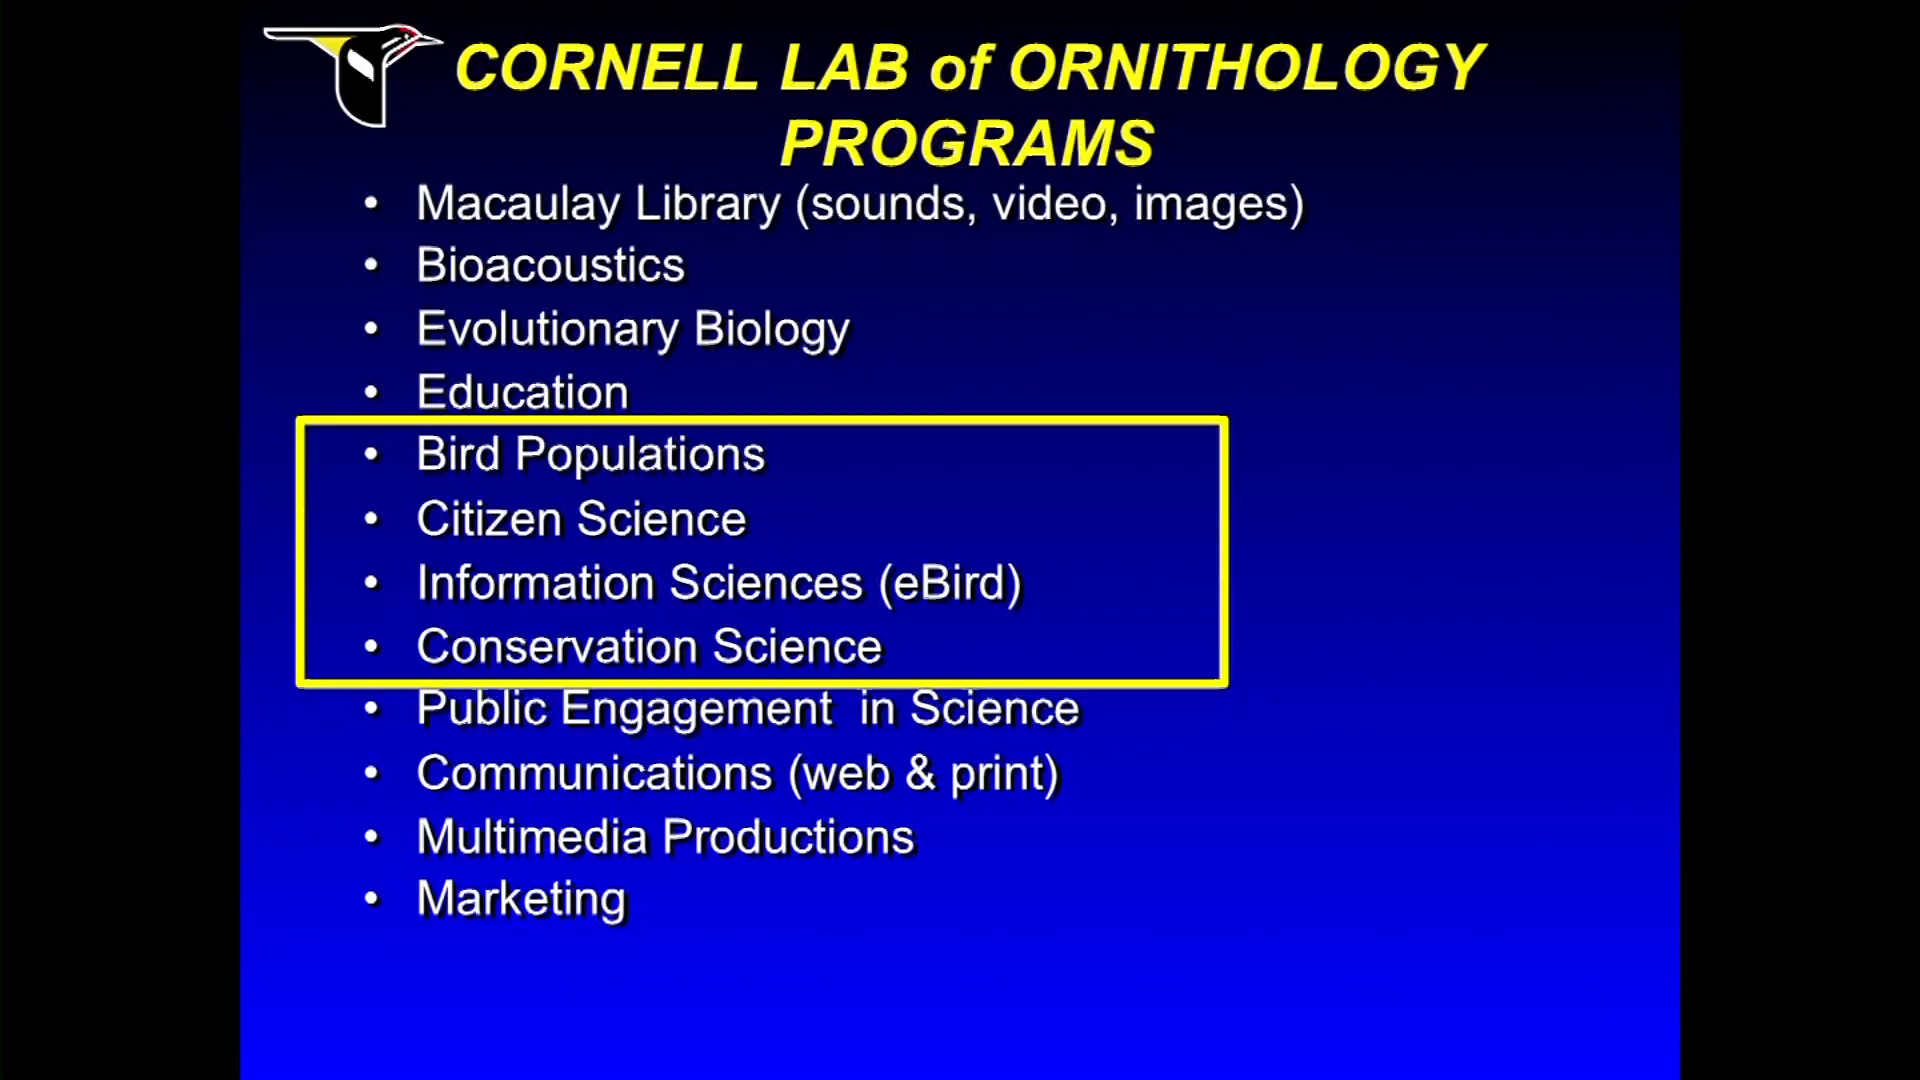 CORNELL LAB of ORNITHOLOGY
PROGRAMS
• Macaulay Library (sounds, video, images)
• Bioacoustics
• Evolutionary Biology
• Education
• Bird Populations
• Citizen Science
• Information Sciences (eBird)
• Conservation Science
• Public Engagement  in Science
• Communications (web & print)
• Multimedia Productions
• Marketing